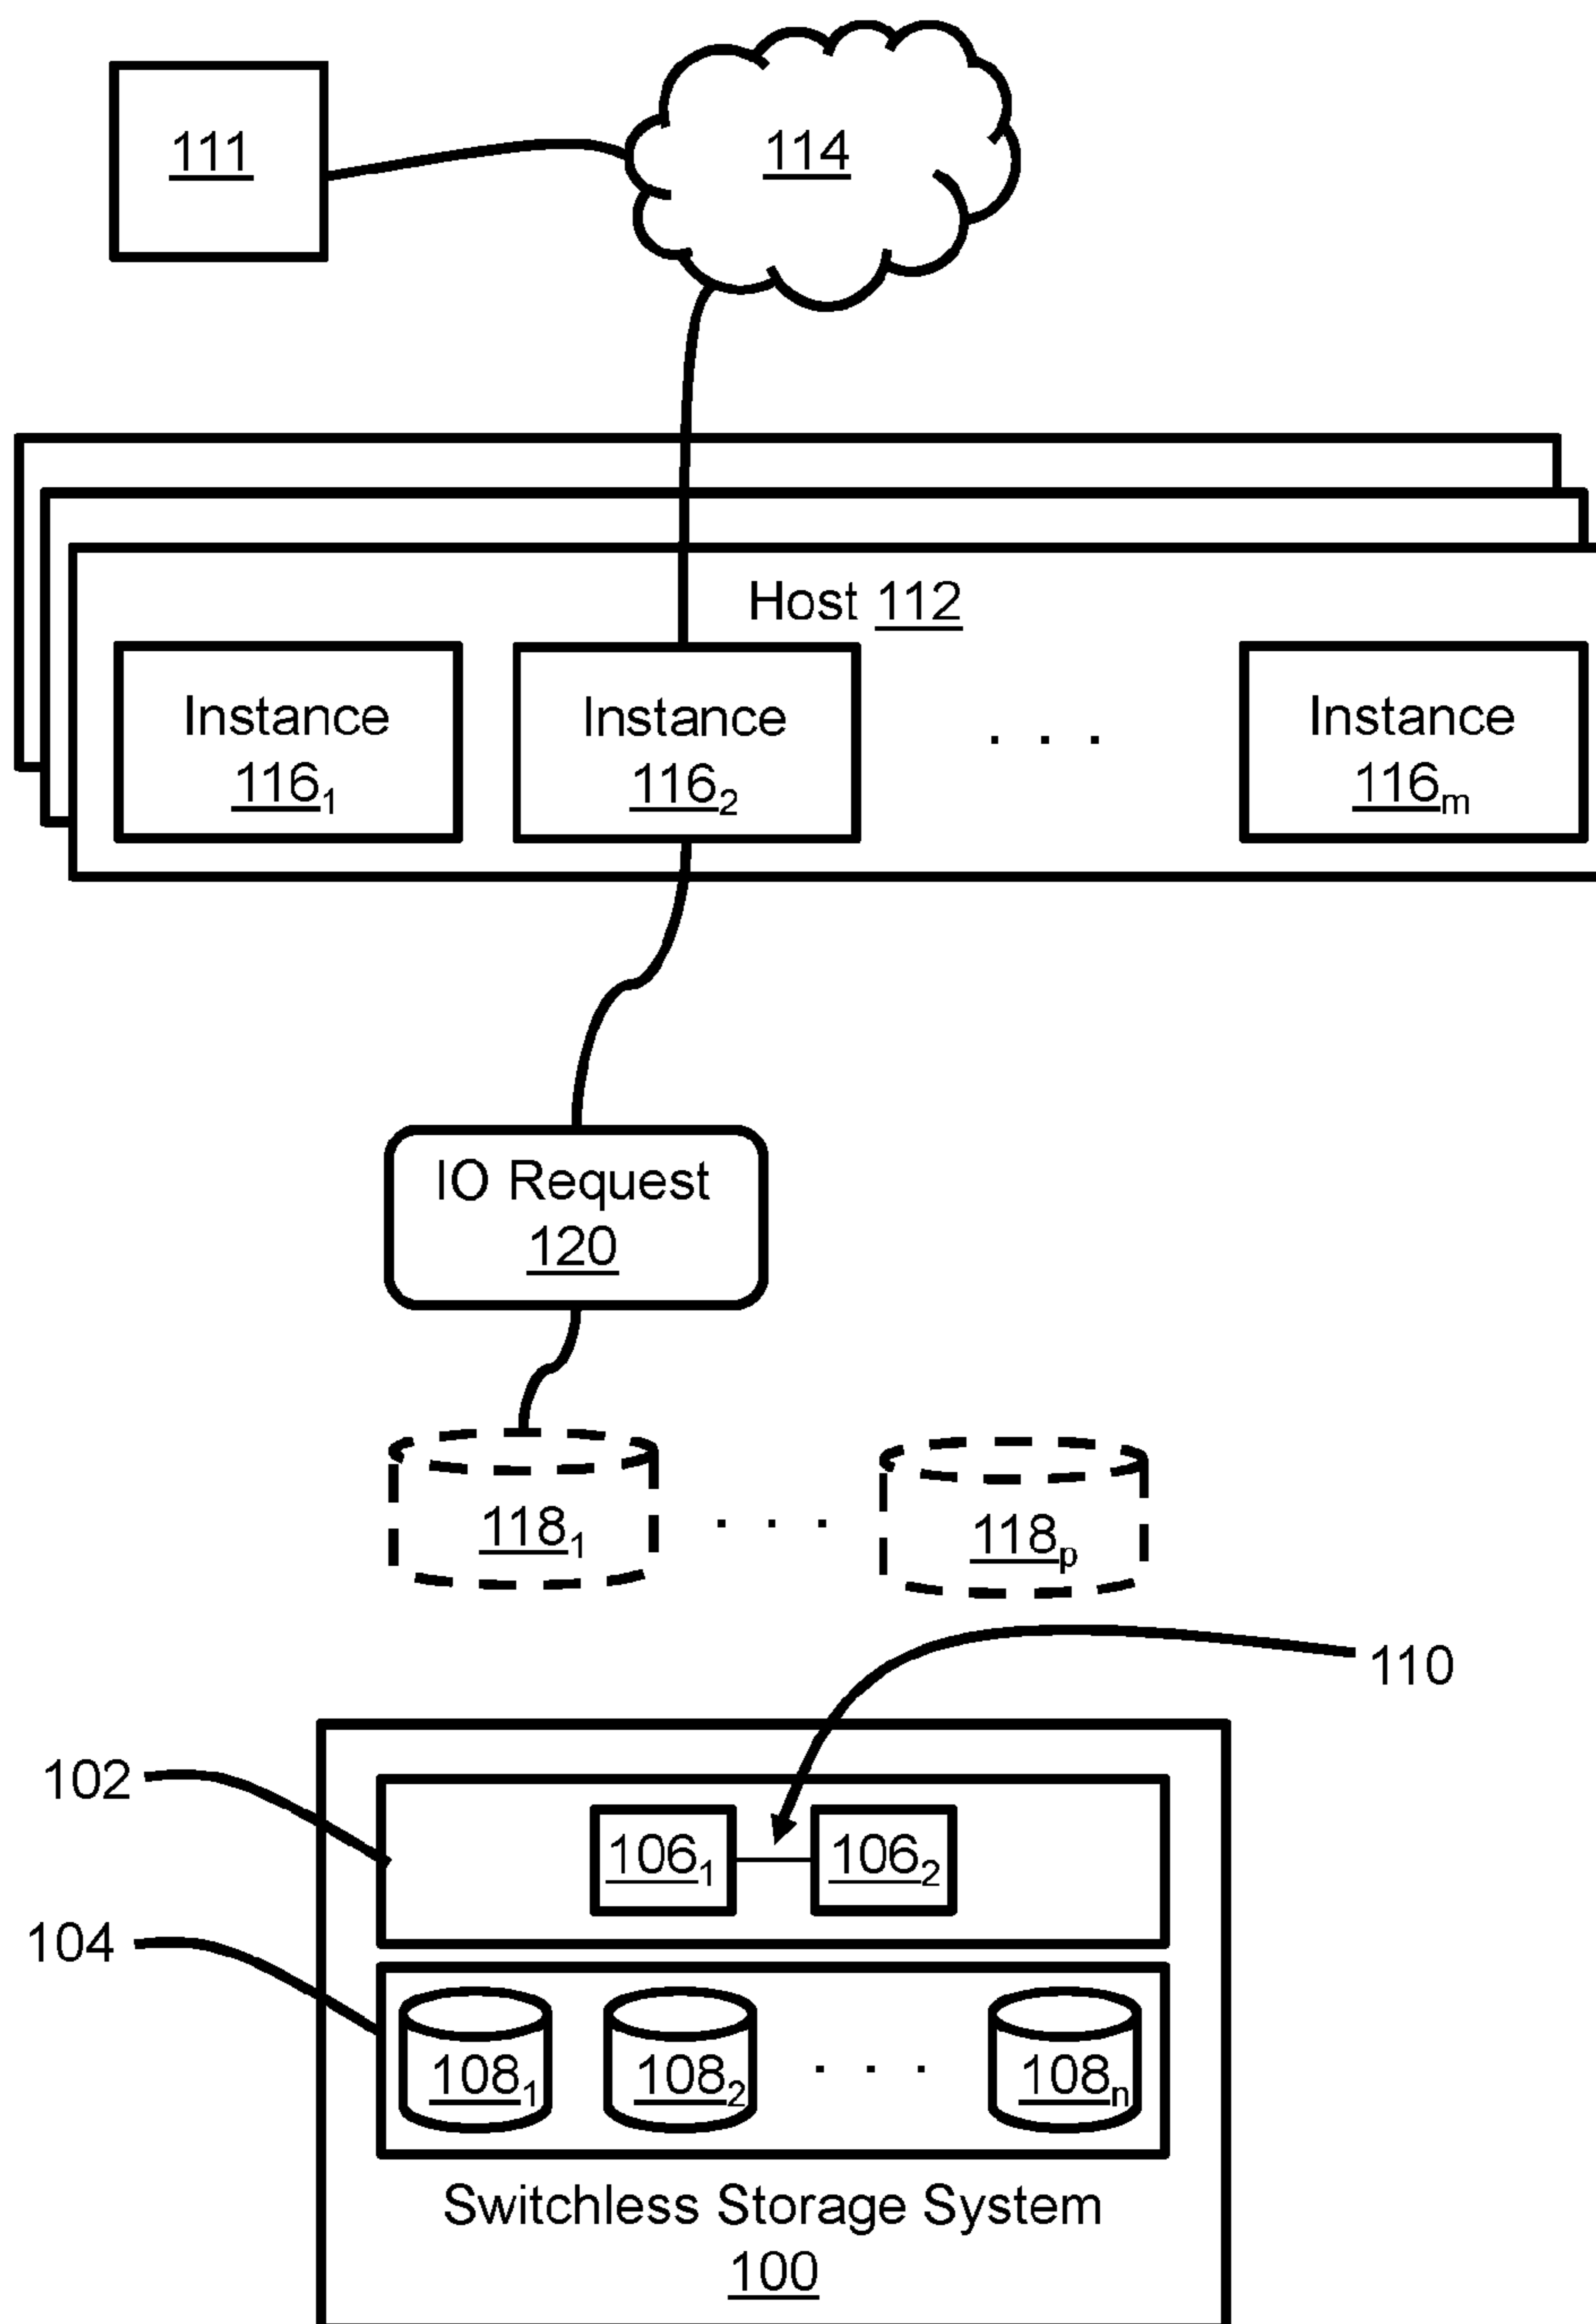 111
114
Host 112
Instance
116₁
Instance
116₂
. . .
Instance
116ₘ
IO Request
120
118₁
. . .
118ₚ
110
102
106₁
106₂
104
108₁
108₂
. . .
108ₙ
Switchless Storage System
100